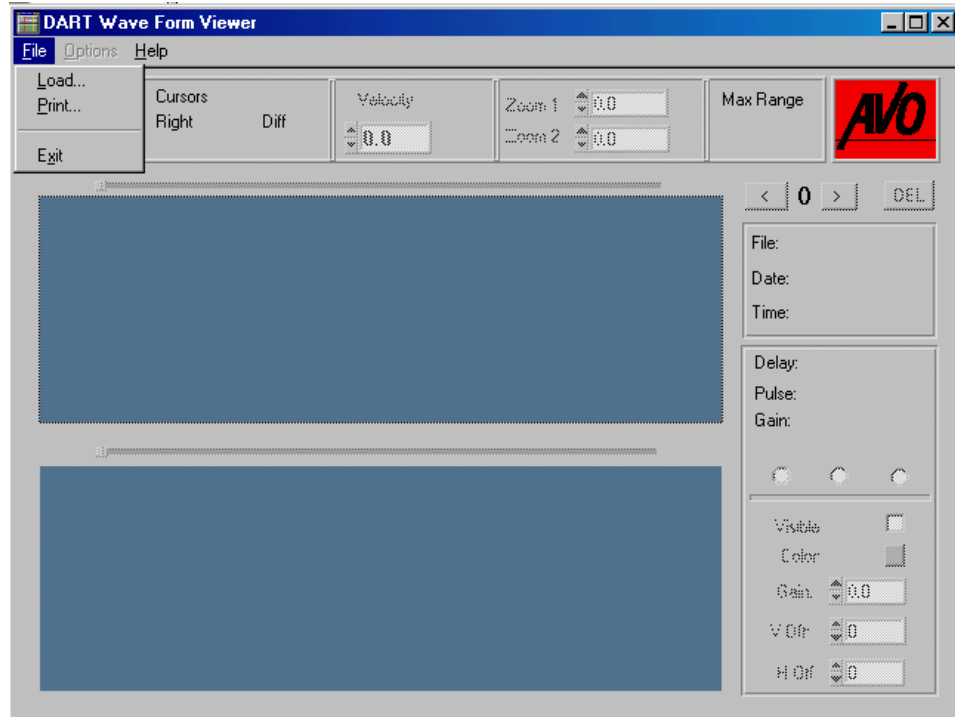 DART Wave Form Viewer
File Options Help
Load...
Print...
Exit
Cursors
Right Diff
Velocity
0.0
Zoom 1 0.0
Zoom 2 0.0
Max Range
AVO
< 0 > DEL
File:
Date:
Time:
Delay:
Pulse:
Gain:
Visible
Color
Gain. 0.0
V Offr 0
H Off 0